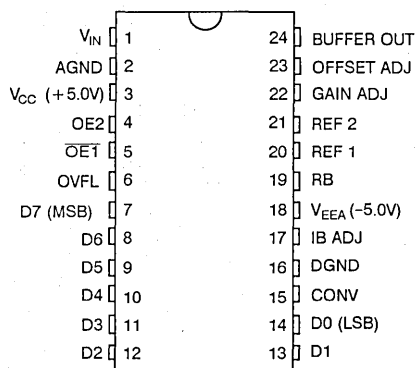 V_IN 1 24 BUFFER OUT
AGND 2 23 OFFSET ADJ
V_CC (+5.0V) 3 22 GAIN ADJ
OE2 4 21 REF 2
O̅E̅1̅ 5 20 REF 1
OVFL 6 19 RB
D7 (MSB) 7 18 V_EEA (−5.0V)
D6 8 17 IB ADJ
D5 9 16 DGND
D4 10 15 CONV
D3 11 14 D0 (LSB)
D2 12 13 D1